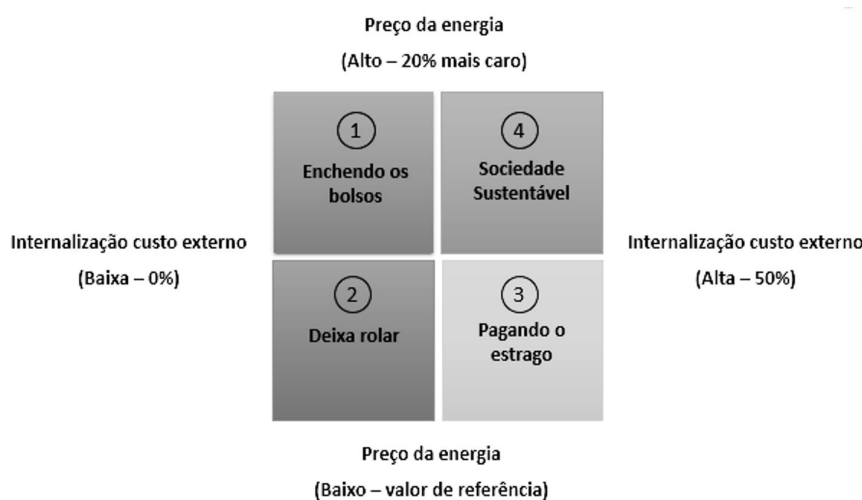 Preço da energia
(Alto – 20% mais caro)
1
Enchendo os
bolsos
4
Sociedade
Sustentável
Internalização custo externo
(Baixa – 0%)
Internalização custo externo
(Alta – 50%)
2
Deixa rolar
3
Pagando o
estrago
Preço da energia
(Baixo – valor de referência)